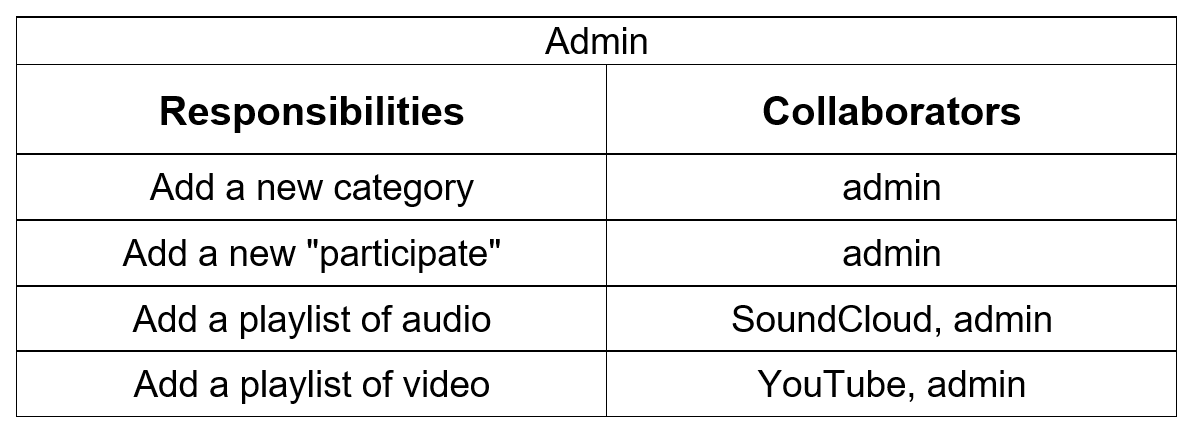 Admin
Responsibilities Collaborators
Add a new category admin
Add a new "participate" admin
Add a playlist of audio SoundCloud, admin
Add a playlist of video YouTube, admin